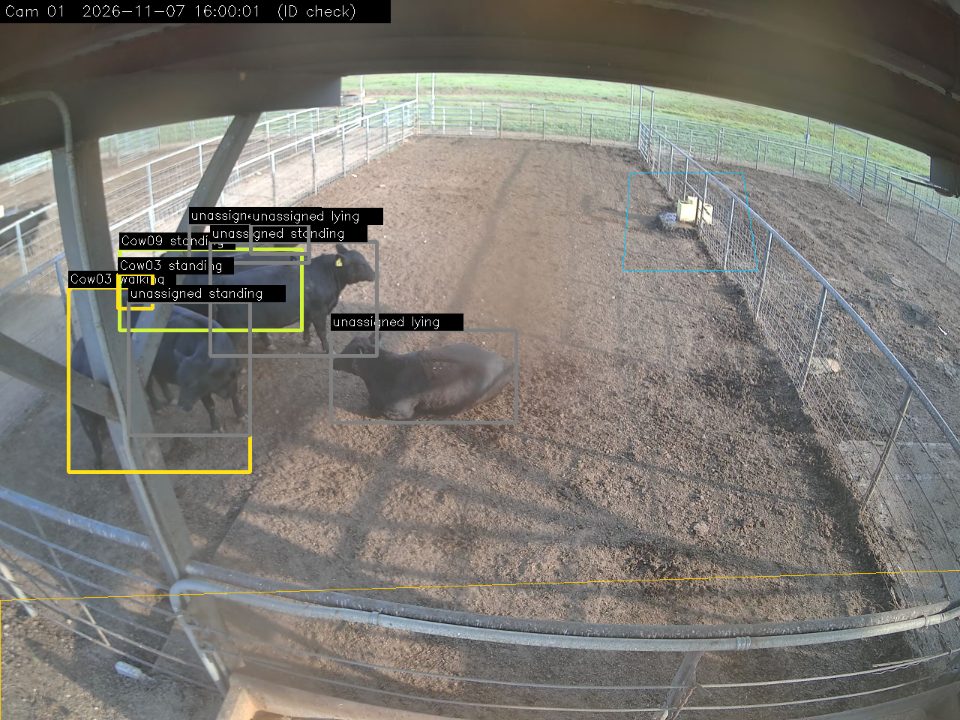 Cam 01  2026-11-07 16:00:01  (ID check)
unassigned lying
unassigned standing
Cow09 standing
Cow03 standing
Cow03 walking
unassigned standing
unassigned lying